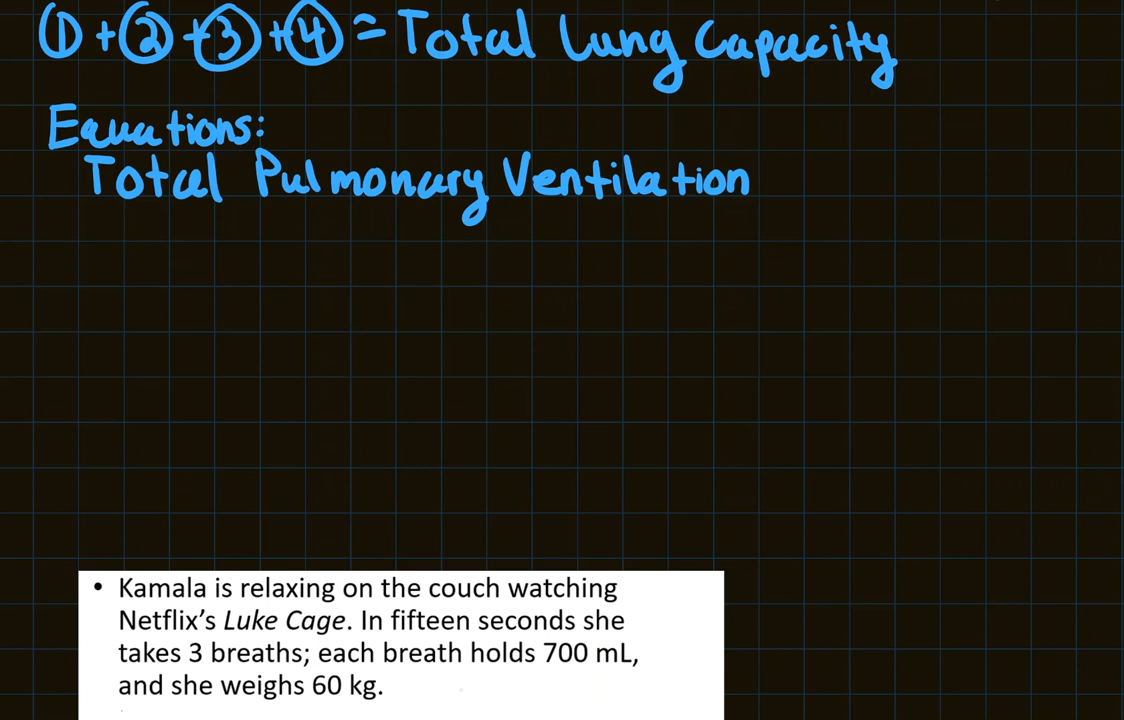 ① + ② + ③ + ④ = Total Lung Capacity
Equations:
Total Pulmonary Ventilation
• Kamala is relaxing on the couch watching
Netflix’s Luke Cage. In fifteen seconds she
takes 3 breaths; each breath holds 700 mL,
and she weighs 60 kg.